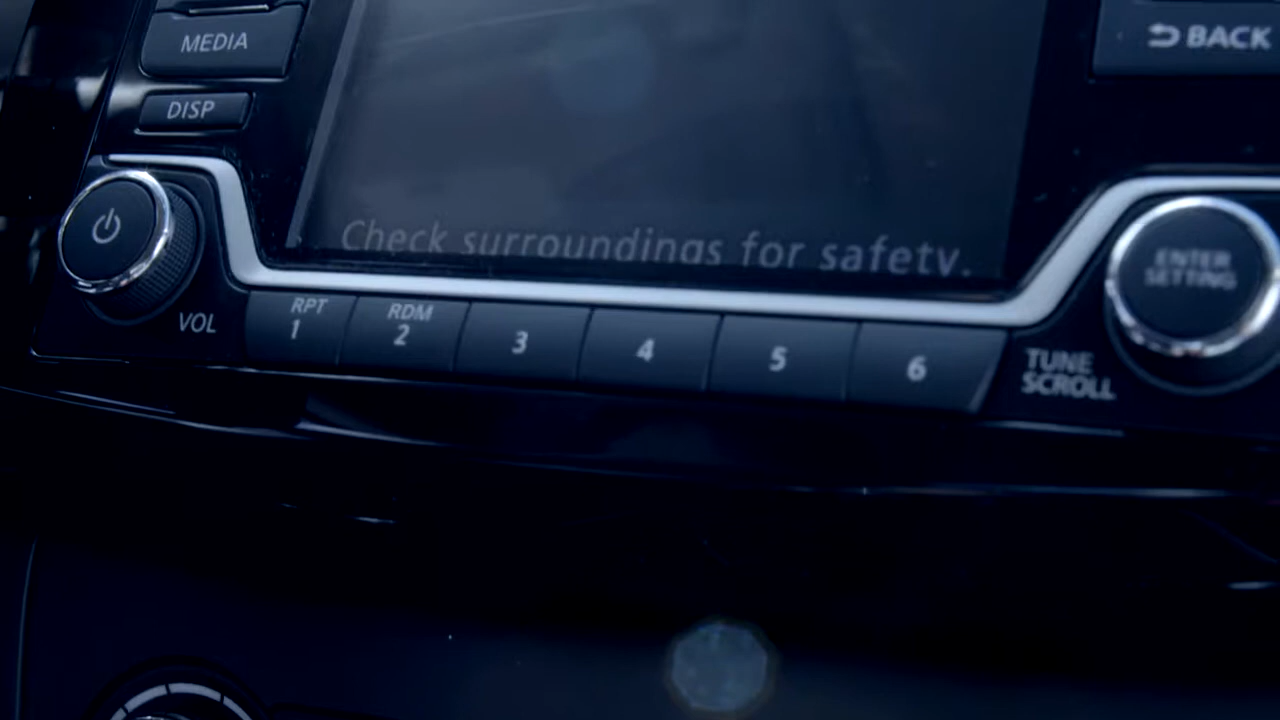 MEDIA
BACK
DISP
Check surroundings for safety.
ENTER
SETTING
VOL
RPT
1
RDM
2
3
4
5
6
TUNE
SCROLL